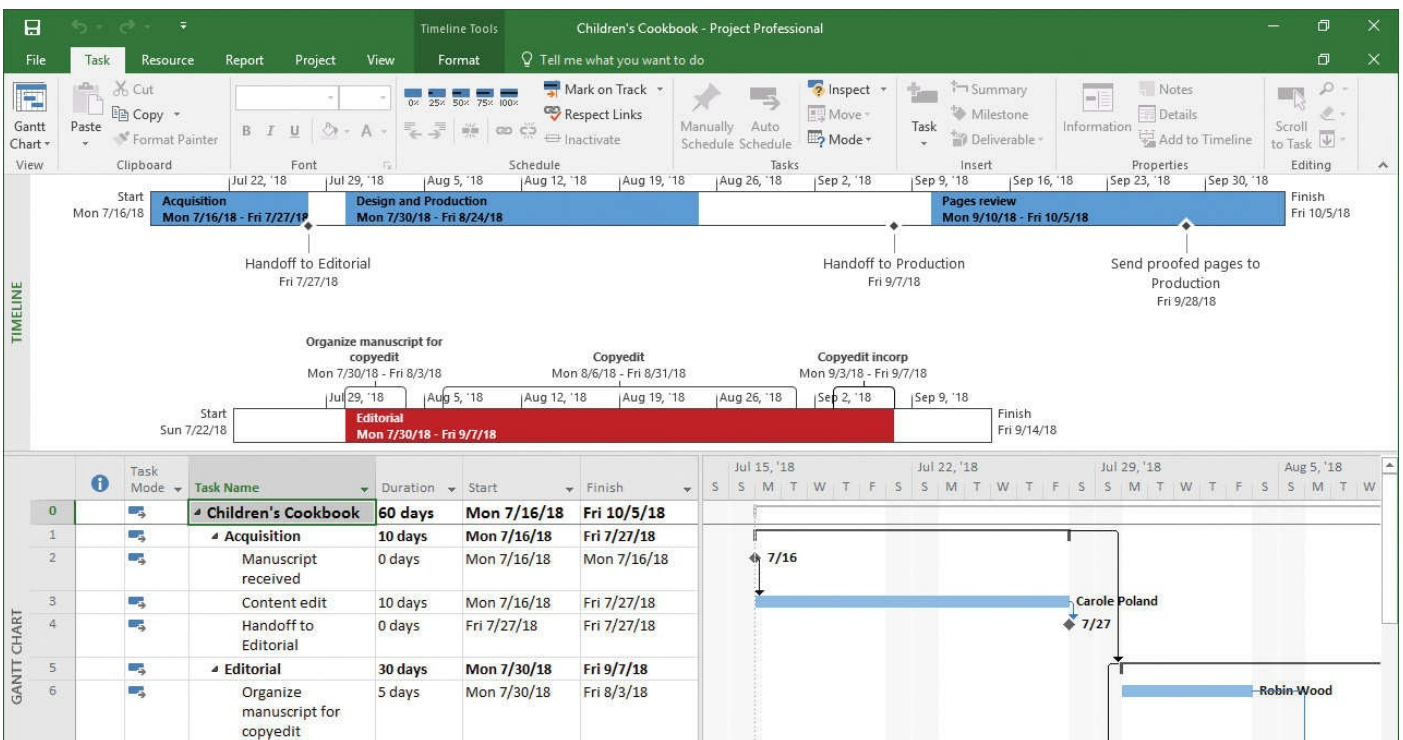 Timeline Tools
Children's Cookbook - Project Professional
File Task Resource Report Project View Format Tell me what you want to do
Gantt Chart
View
Paste
Cut
Copy
Format Painter
Clipboard
B I U A
Font
0% 25% 50% 75% 100%
Mark on Track
Respect Links
Inactivate
Schedule
Manually Schedule
Auto Schedule
Inspect
Move
Mode
Tasks
Task
Summary
Milestone
Deliverable
Insert
Information
Notes
Details
Add to Timeline
Properties
Scroll to Task
Editing
TIMELINE
Jul 22, '18 Jul 29, '18 Aug 5, '18 Aug 12, '18 Aug 19, '18 Aug 26, '18 Sep 2, '18 Sep 9, '18 Sep 16, '18 Sep 23, '18 Sep 30, '18
Start
Mon 7/16/18
Acquisition
Mon 7/16/18 - Fri 7/27/18
Design and Production
Mon 7/30/18 - Fri 8/24/18
Pages review
Mon 9/10/18 - Fri 10/5/18
Finish
Fri 10/5/18
Handoff to Editorial
Fri 7/27/18
Handoff to Production
Fri 9/7/18
Send proofed pages to
Production
Fri 9/28/18
Organize manuscript for
copyedit
Mon 7/30/18 - Fri 8/3/18
Copyedit
Mon 8/6/18 - Fri 8/31/18
Copyedit incorp
Mon 9/3/18 - Fri 9/7/18
Jul 29, '18 Aug 5, '18 Aug 12, '18 Aug 19, '18 Aug 26, '18 Sep 2, '18 Sep 9, '18
Start
Sun 7/22/18
Editorial
Mon 7/30/18 - Fri 9/7/18
Finish
Fri 9/14/18
GANTT CHART
Task Mode Task Name Duration Start Finish
Jul 15, '18 Jul 22, '18 Jul 29, '18 Aug 5, '18
S S M T W T F S S M T W T F S S M T W T F S S M T W
0 Children's Cookbook 60 days Mon 7/16/18 Fri 10/5/18
1 Acquisition 10 days Mon 7/16/18 Fri 7/27/18
2 Manuscript received 0 days Mon 7/16/18 Mon 7/16/18
7/16
3 Content edit 10 days Mon 7/16/18 Fri 7/27/18
Carole Poland
4 Handoff to Editorial 0 days Fri 7/27/18 Fri 7/27/18
7/27
5 Editorial 30 days Mon 7/30/18 Fri 9/7/18
6 Organize manuscript for copyedit 5 days Mon 7/30/18 Fri 8/3/18
Robin Wood